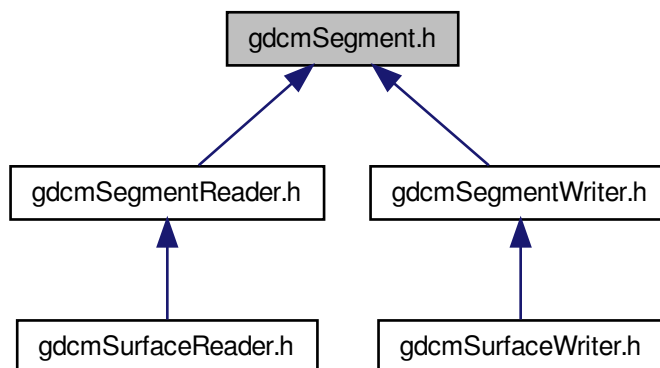 gdcmSegment.h
gdcmSegmentReader.h
gdcmSegmentWriter.h
gdcmSurfaceReader.h
gdcmSurfaceWriter.h